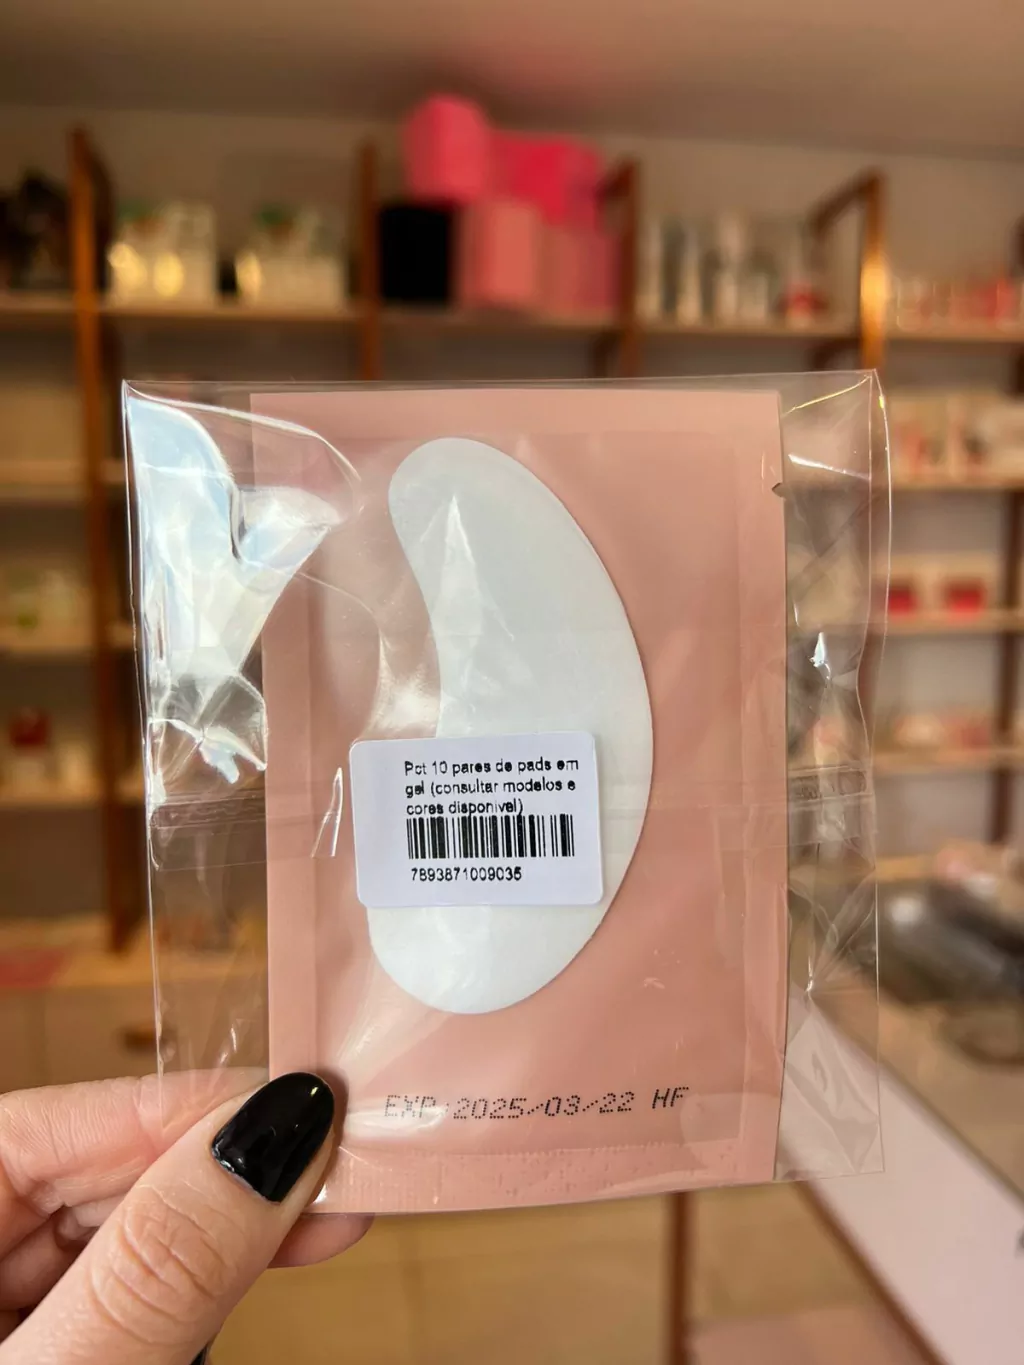 Pct 10 pares de pads em
gel (consultar modelos e
cores disponivel)
7893871009035
EXP:2025/03/22 HF